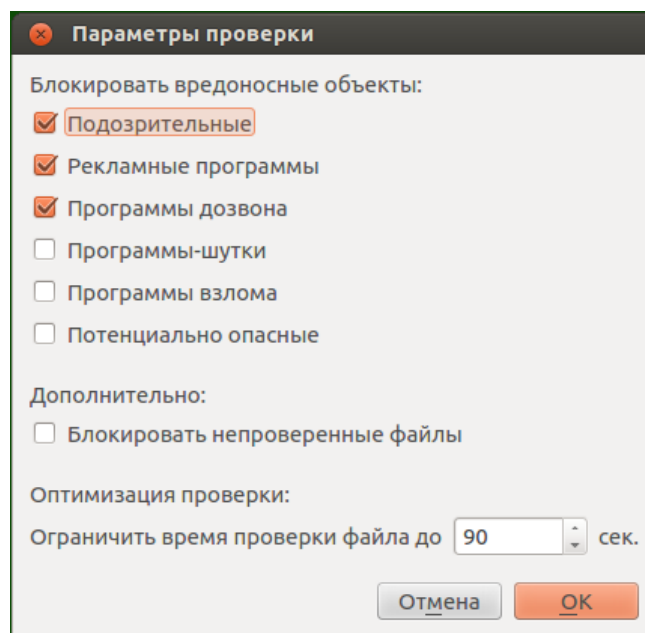 Параметры проверки
Блокировать вредоносные объекты:
Подозрительные
Рекламные программы
Программы дозвона
Программы-шутки
Программы взлома
Потенциально опасные
Дополнительно:
Блокировать непроверенные файлы
Оптимизация проверки:
Ограничить время проверки файла до 90 сек.
Отмена OK